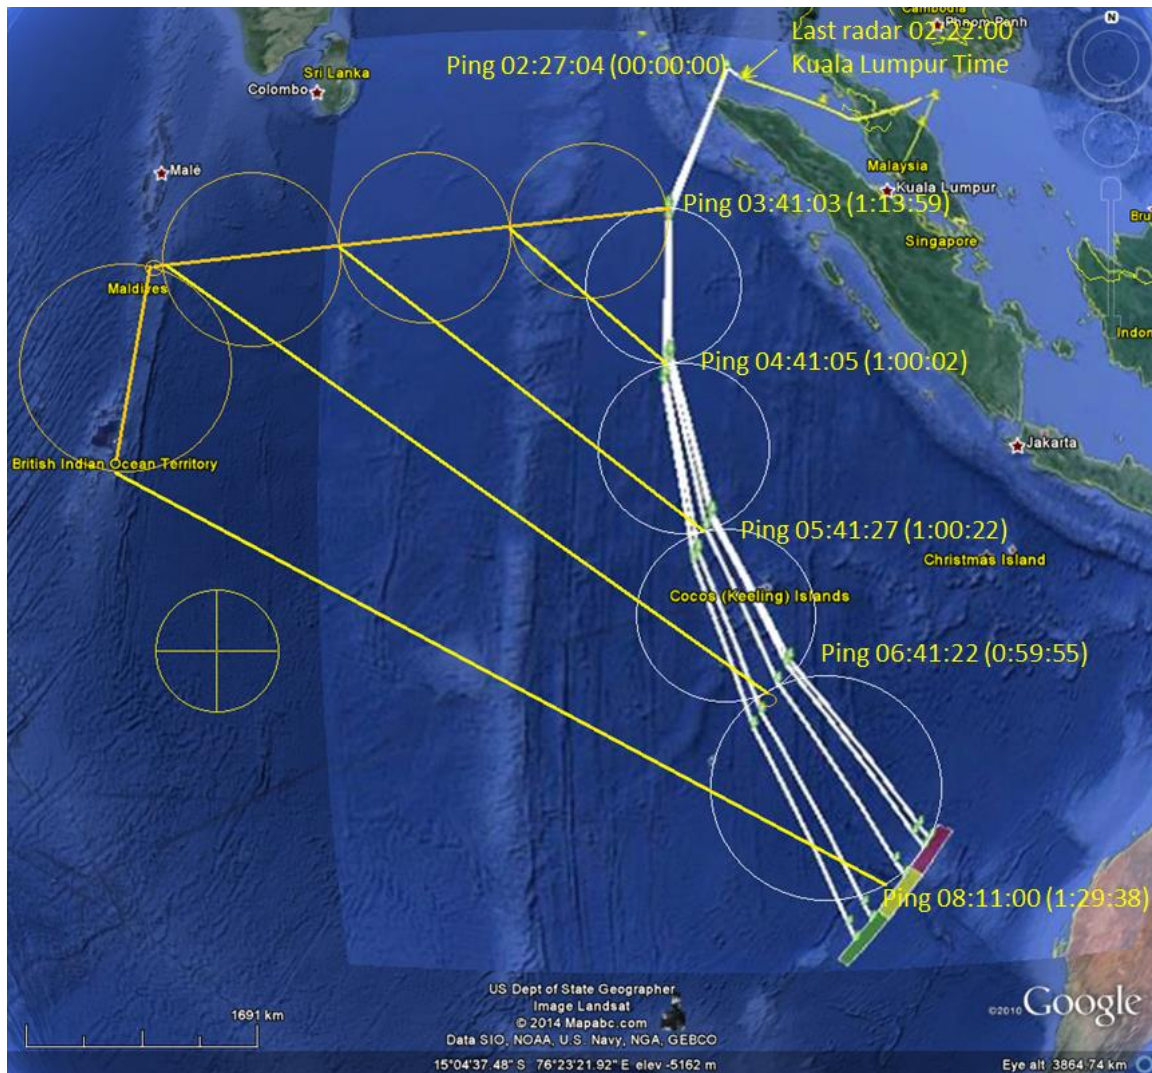 Cambodia
Phnom Penh
N
Last radar 02:22:00
Ping 02:27:04 (00:00:00)
Kuala Lumpur Time
Sri Lanka
Colombo
Malé
Malaysia
Kuala Lumpur
Ping 03:41:03 (1:13:59)
Bru
Singapore
Maldives
Indon
Ping 04:41:05 (1:00:02)
Jakarta
British Indian Ocean Territory
Ping 05:41:27 (1:00:22)
Christmas Island
Cocos (Keeling) Islands
Ping 06:41:22 (0:59:55)
Ping 08:11:00 (1:29:38)
US Dept of State Geographer
Image Landsat
© 2014 Mapabc.com
Data SIO, NOAA, U.S. Navy, NGA, GEBCO
1691 km
©2010 Google
15°04'37.48" S 76°23'21.92" E elev -5162 m
Eye alt 3864.74 km